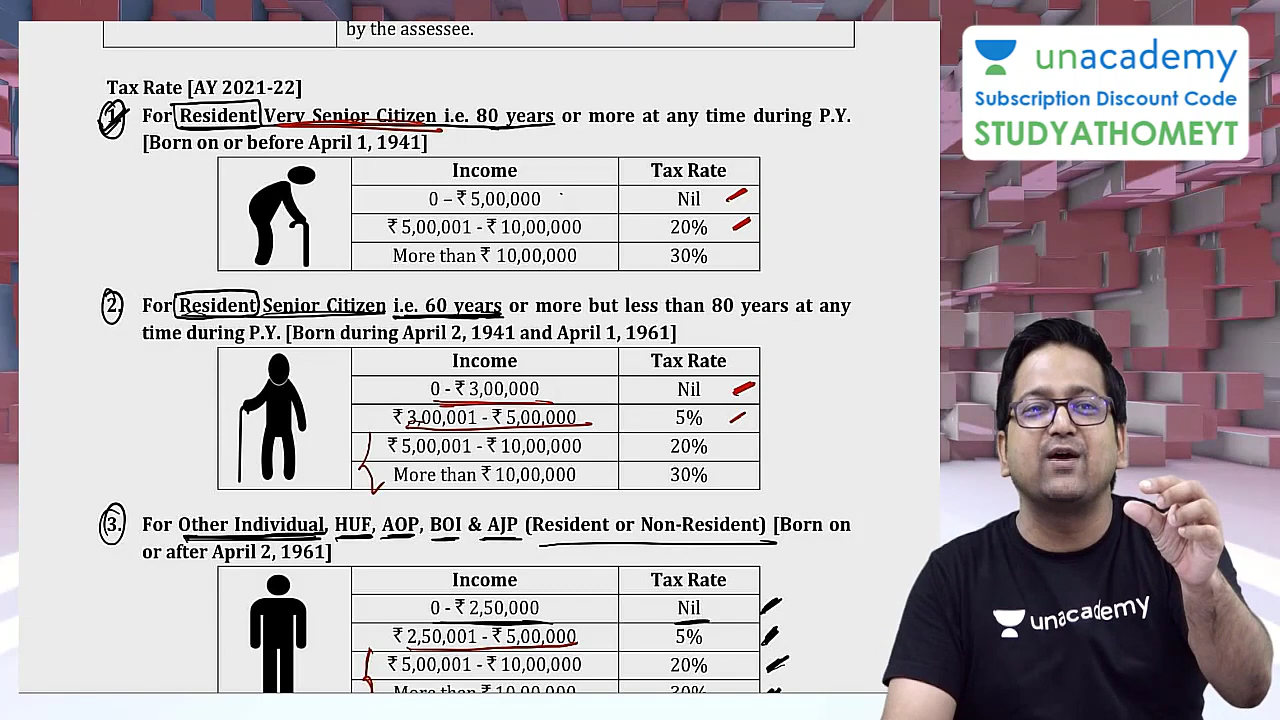 by the assessee.
unacademy
Subscription Discount Code
STUDYATHOMEYT
Tax Rate [AY 2021-22]
1. For Resident Very Senior Citizen i.e. 80 years or more at any time during P.Y.
[Born on or before April 1, 1941]
Income Tax Rate
0 – ₹ 5,00,000 Nil
₹ 5,00,001 - ₹ 10,00,000 20%
More than ₹ 10,00,000 30%
2. For Resident Senior Citizen i.e. 60 years or more but less than 80 years at any
time during P.Y. [Born during April 2, 1941 and April 1, 1961]
Income Tax Rate
0 - ₹ 3,00,000 Nil
₹ 3,00,001 - ₹ 5,00,000 5%
₹ 5,00,001 - ₹ 10,00,000 20%
More than ₹ 10,00,000 30%
3. For Other Individual, HUF, AOP, BOI & AJP (Resident or Non-Resident) [Born on
or after April 2, 1961]
Income Tax Rate
0 - ₹ 2,50,000 Nil
₹ 2,50,001 - ₹ 5,00,000 5%
₹ 5,00,001 - ₹ 10,00,000 20%
More than ₹ 10,00,000 30%
unacademy